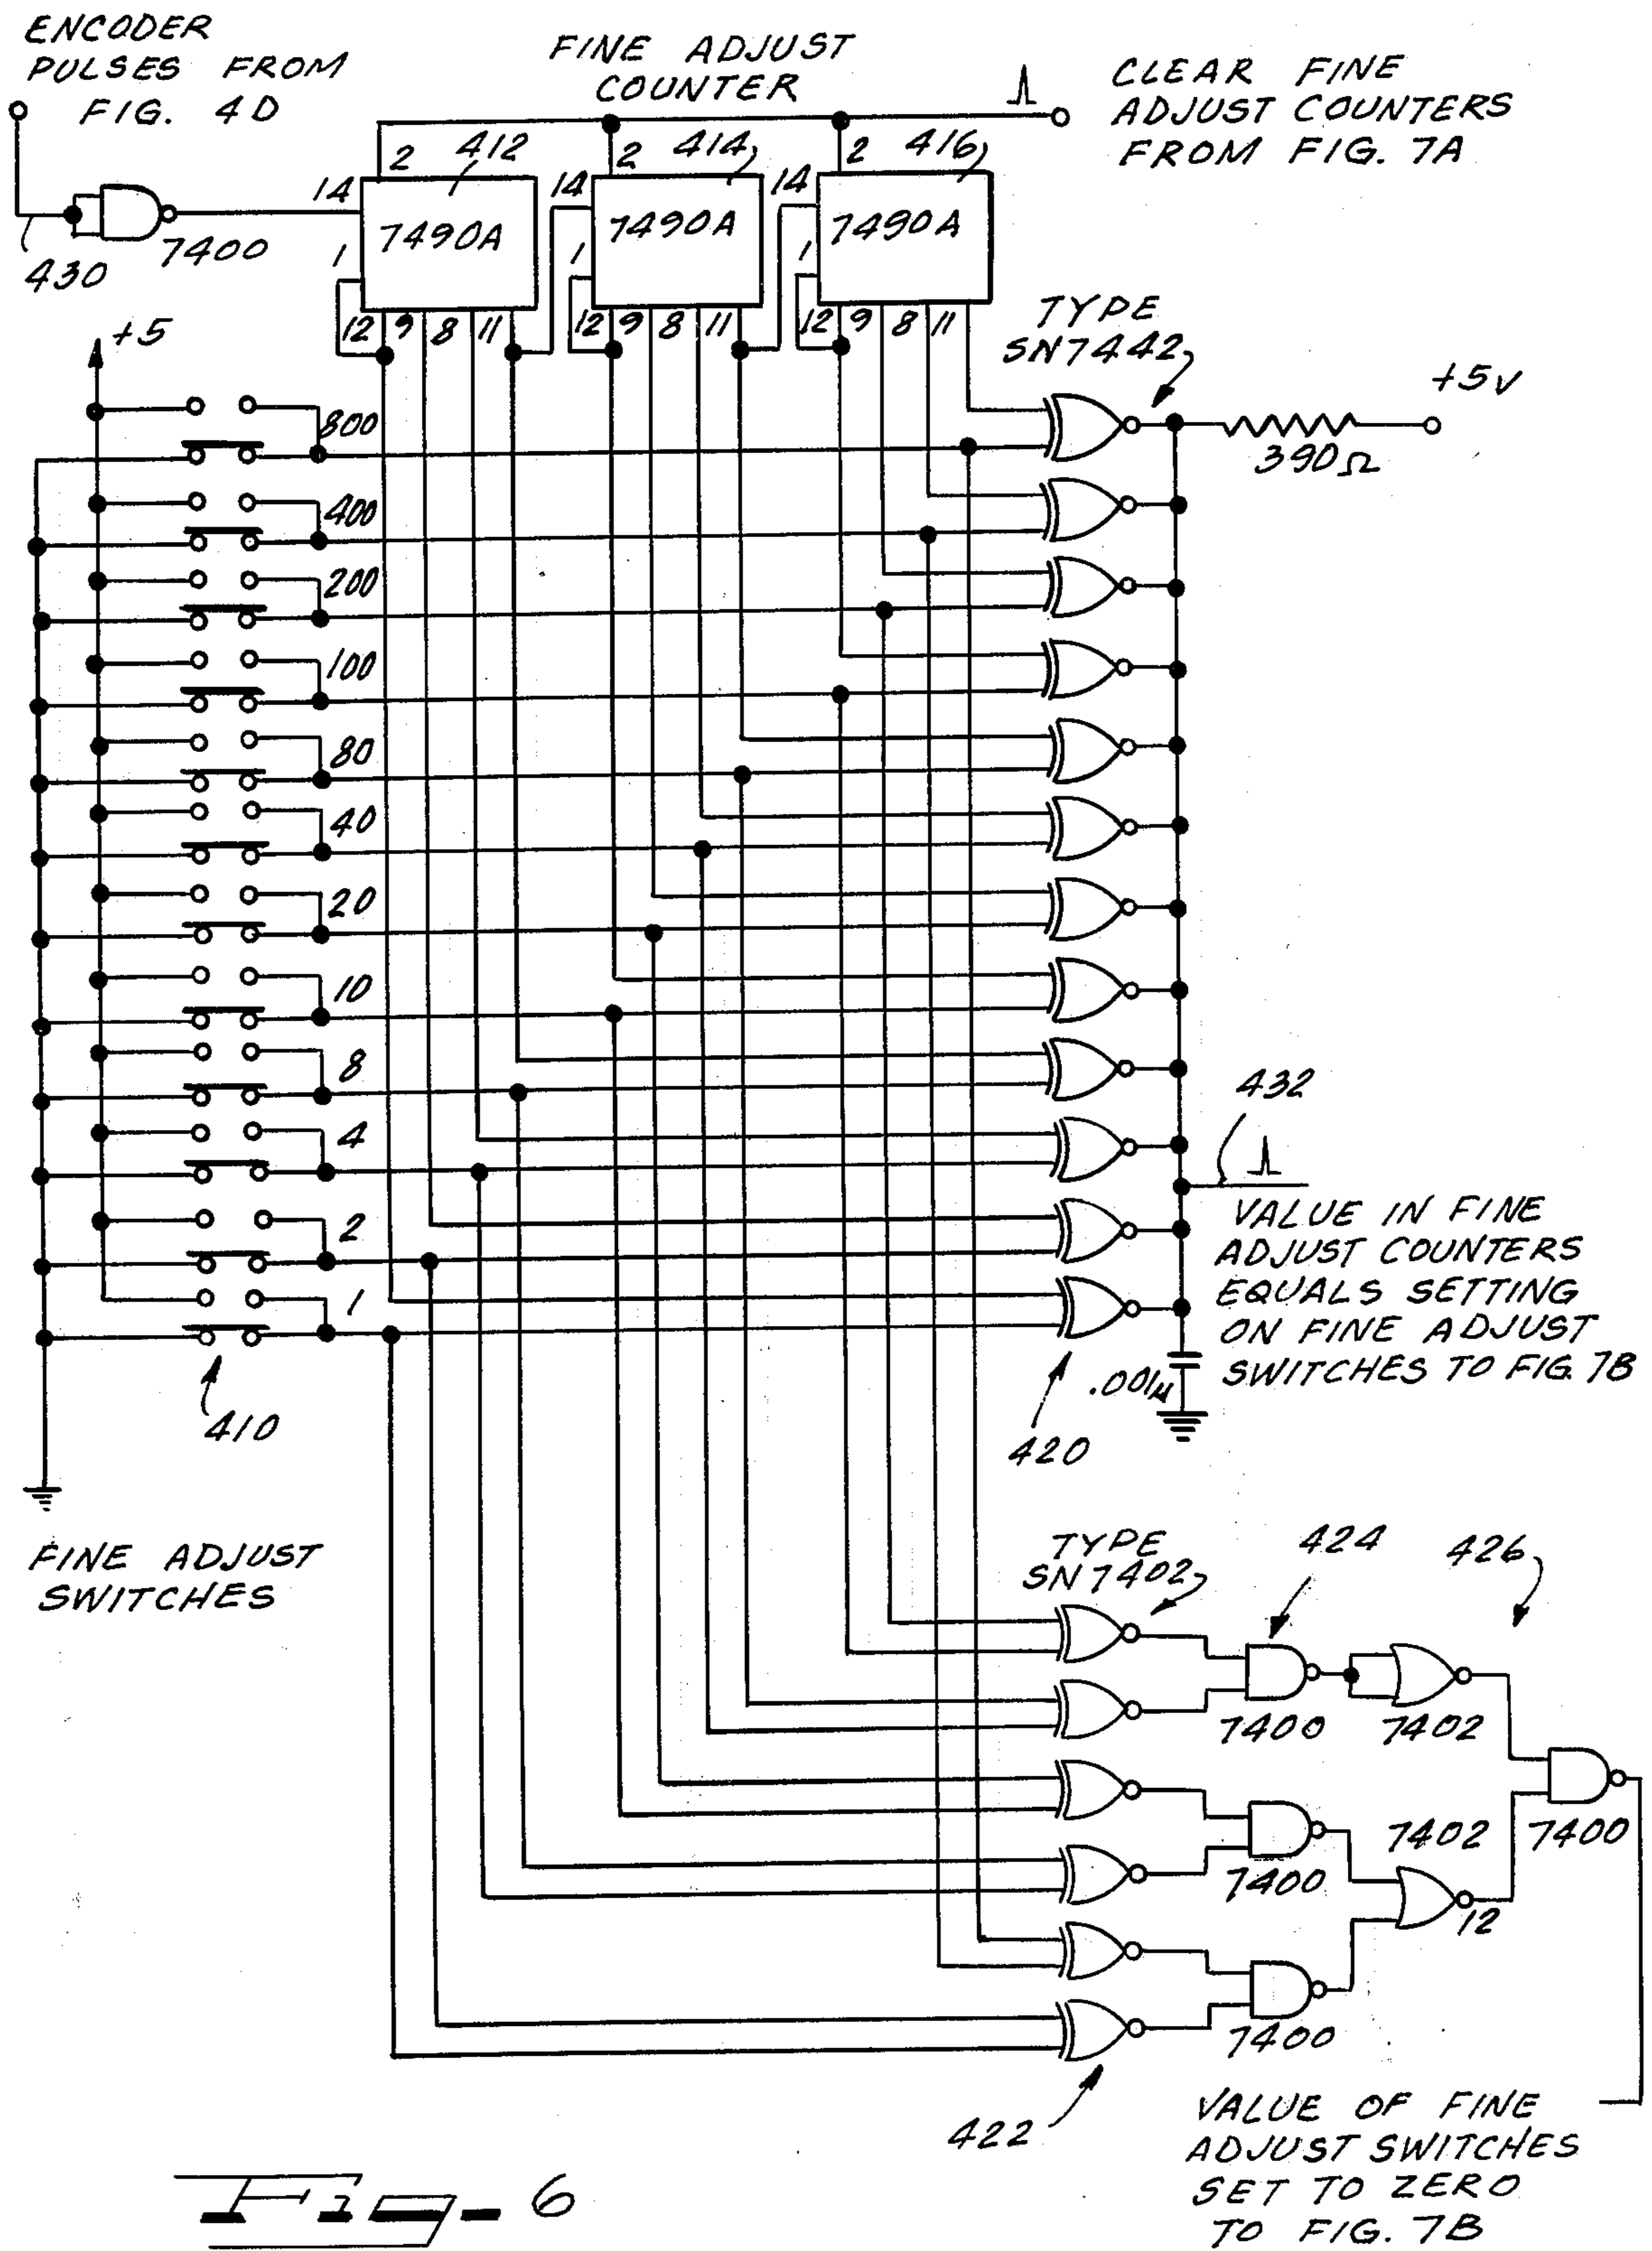 ENCODER
PULSES FROM
FIG. 4D
FINE ADJUST
COUNTER
CLEAR FINE
ADJUST COUNTERS
FROM FIG. 7A
2 412 2 414 2 416
14 14 14
7490A 7490A 7490A
7400
430
1 1 1
12 9 8 11 12 9 8 11 12 9 8 11
+5
TYPE
SN7442
+5V
390Ω
800
400
200
100
80
40
20
10
8
4
2
1
432
VALUE IN FINE
ADJUST COUNTERS
EQUALS SETTING
ON FINE ADJUST
SWITCHES TO FIG. 7B
.001μ
410
420
FINE ADJUST
SWITCHES
TYPE
SN7402
424
426
7400 7402
7402 7400
7400
12
7400
422
VALUE OF FINE
ADJUST SWITCHES
SET TO ZERO
TO FIG. 7B
Fig-6